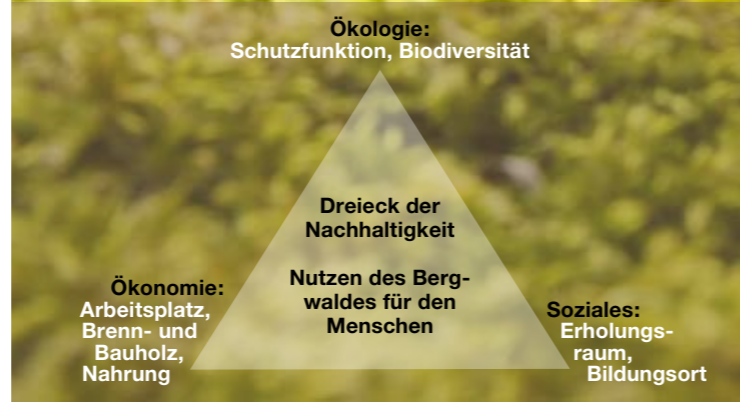 Ökologie:
Schutzfunktion, Biodiversität
Dreieck der
Nachhaltigkeit
Nutzen des Berg-
waldes für den
Menschen
Ökonomie:
Arbeitsplatz,
Brenn- und
Bauholz,
Nahrung
Soziales:
Erholungs-
raum,
Bildungsort